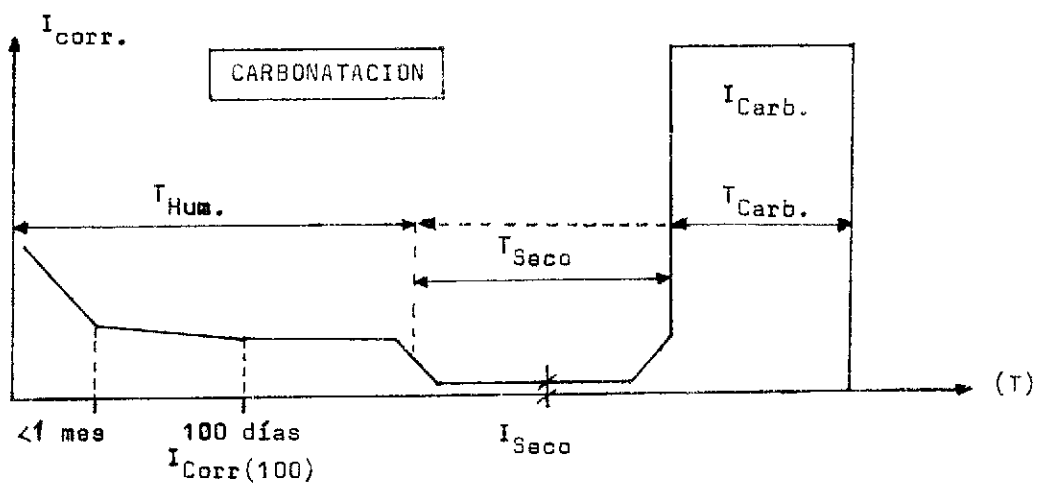 I corr.
CARBONATACION
I Carb.
T Hum.
T Carb.
T Seco
(T)
<1 mes
100 días
I Corr(100)
I Seco